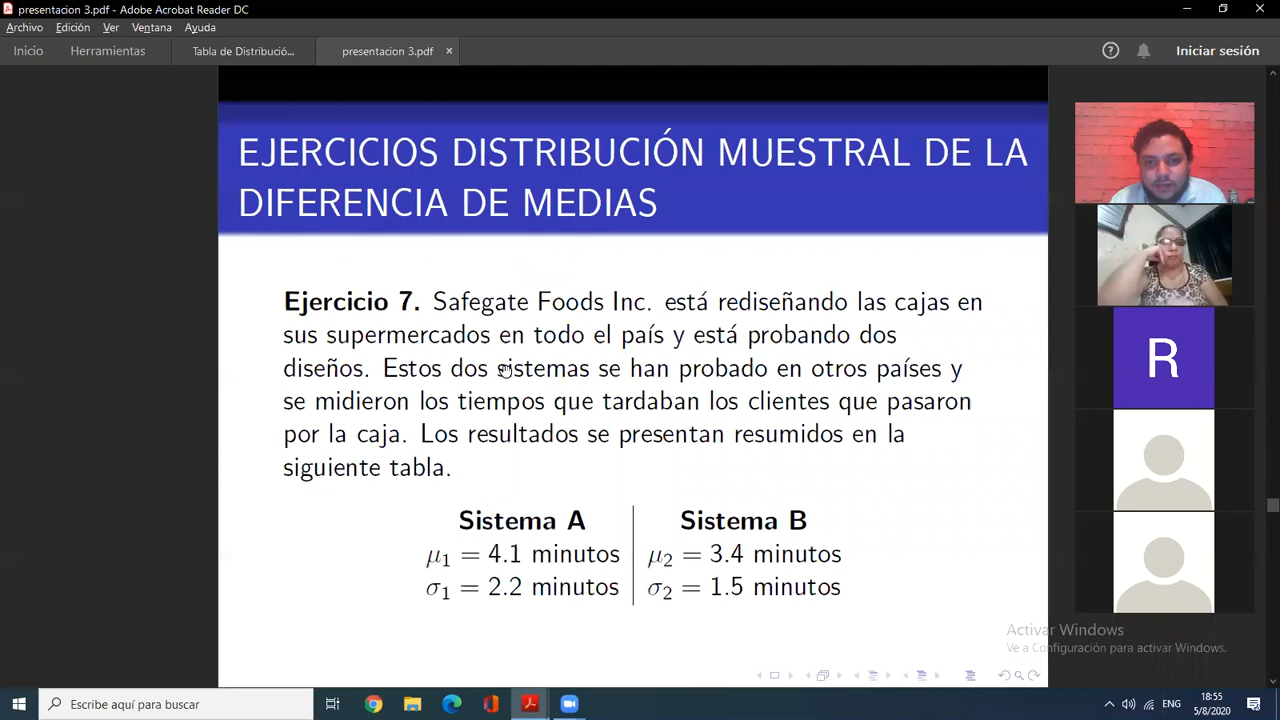 presentacion 3.pdf - Adobe Acrobat Reader DC
Archivo Edición Ver Ventana Ayuda
Inicio Herramientas Tabla de Distribució... presentacion 3.pdf × Iniciar sesión
EJERCICIOS DISTRIBUCIÓN MUESTRAL DE LA
DIFERENCIA DE MEDIAS
Ejercicio 7. Safegate Foods Inc. está rediseñando las cajas en
sus supermercados en todo el país y está probando dos
diseños. Estos dos sistemas se han probado en otros países y
se midieron los tiempos que tardaban los clientes que pasaron
por la caja. Los resultados se presentan resumidos en la
siguiente tabla.
Sistema A Sistema B
μ₁ = 4.1 minutos μ₂ = 3.4 minutos
σ₁ = 2.2 minutos σ₂ = 1.5 minutos
R
Activar Windows
Ve a Configuración para activar Windows.
Escribe aquí para buscar
ENG
18:55
5/8/2020